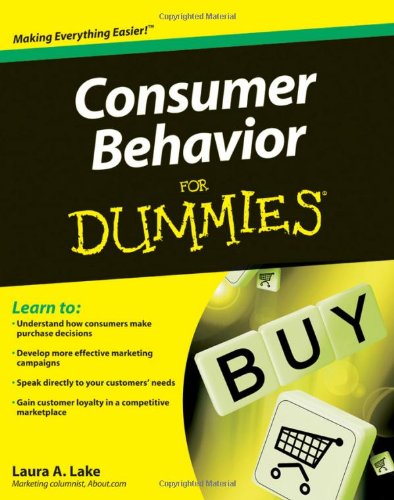 Copyrighted Material
Making Everything Easier!™
Consumer
Behavior
FOR
DUMMIES®
Learn to:
• Understand how consumers make
purchase decisions
• Develop more effective marketing
campaigns
• Speak directly to your customers' needs
• Gain customer loyalty in a competitive
marketplace
BUY
Laura A. Lake
Marketing columnist, About.com
Copyrighted Material